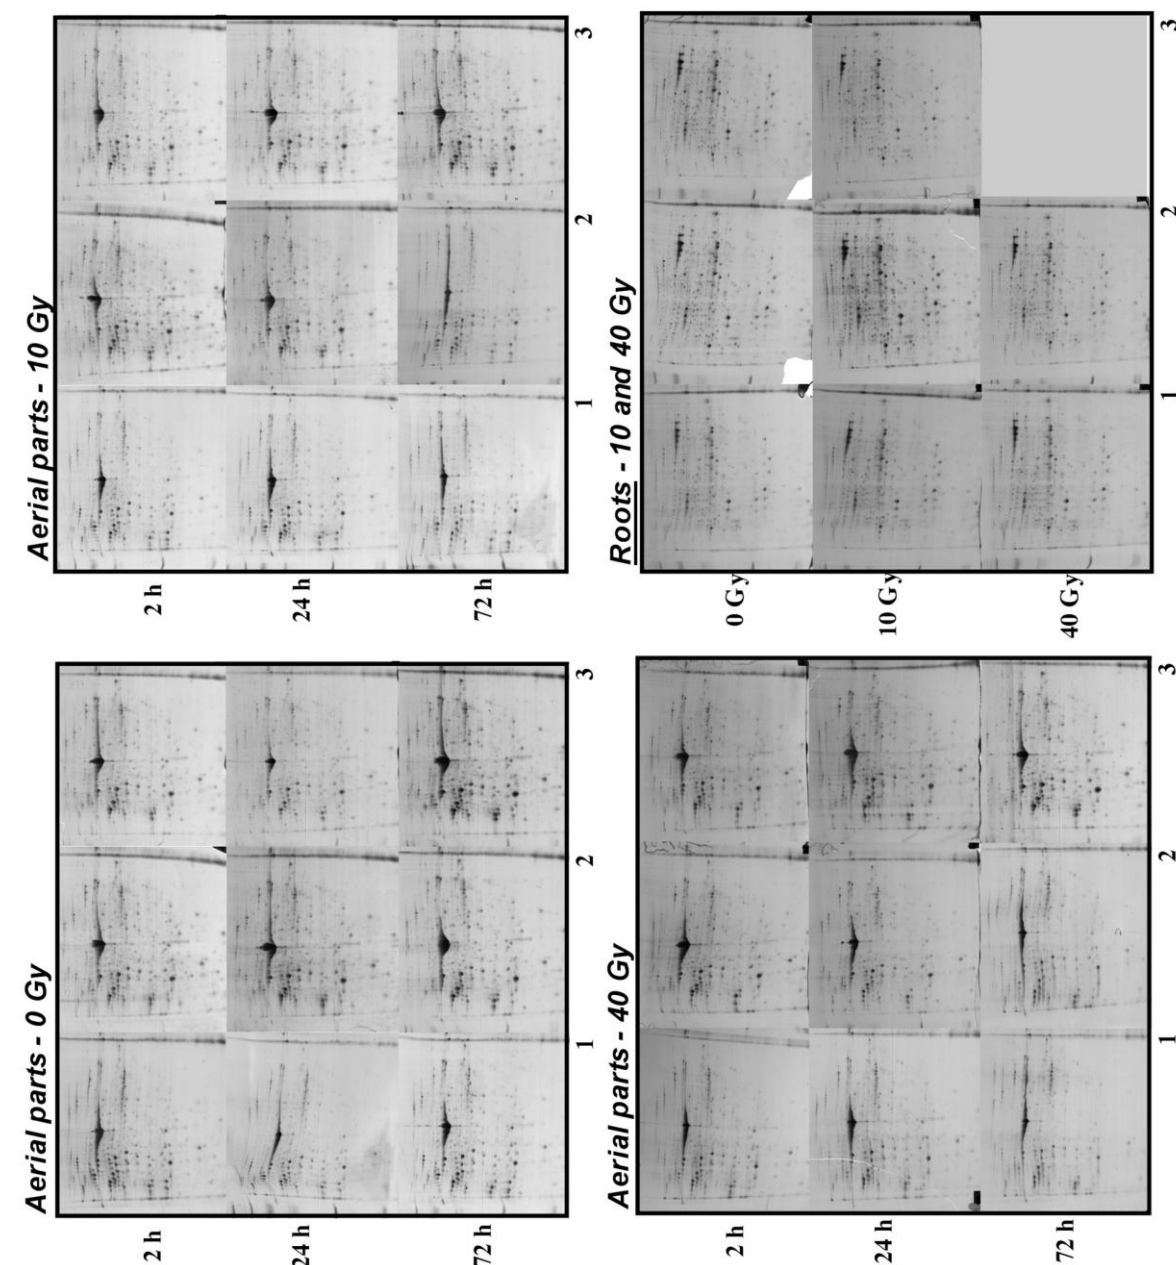 Aerial parts - 0 Gy
2 h
24 h
72 h
1
2
3
Aerial parts - 10 Gy
2 h
24 h
72 h
1
2
3
Aerial parts - 40 Gy
2 h
24 h
72 h
1
2
3
Roots - 10 and 40 Gy
0 Gy
10 Gy
40 Gy
1
2
3